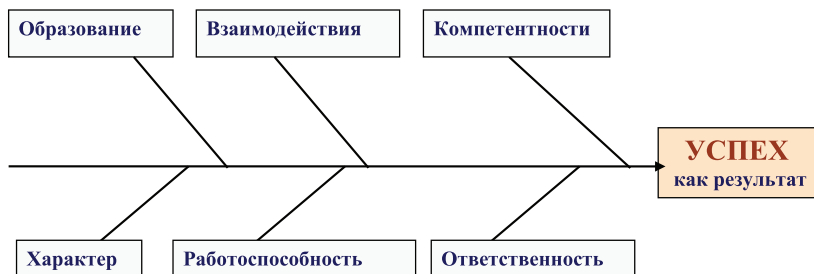 Образование
Взаимодействия
Компетентности
УСПЕХ
как результат
Характер
Работоспособность
Ответственность